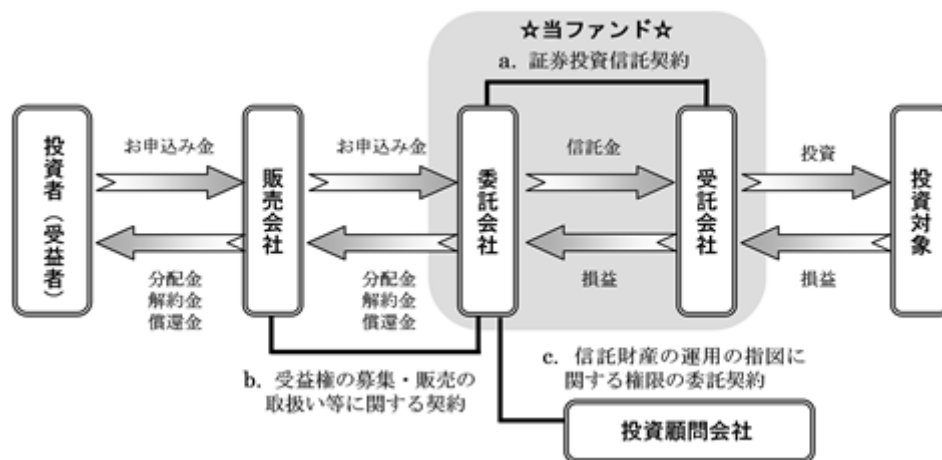 ☆当ファンド☆
a. 証券投資信託契約
投資者（受益者）
お申込み金
分配金
解約金
償還金
販売会社
お申込み金
分配金
解約金
償還金
委託会社
信託金
損益
受託会社
投資
損益
投資対象
b. 受益権の募集・販売の
取扱い等に関する契約
c. 信託財産の運用の指図に
関する権限の委託契約
投資顧問会社